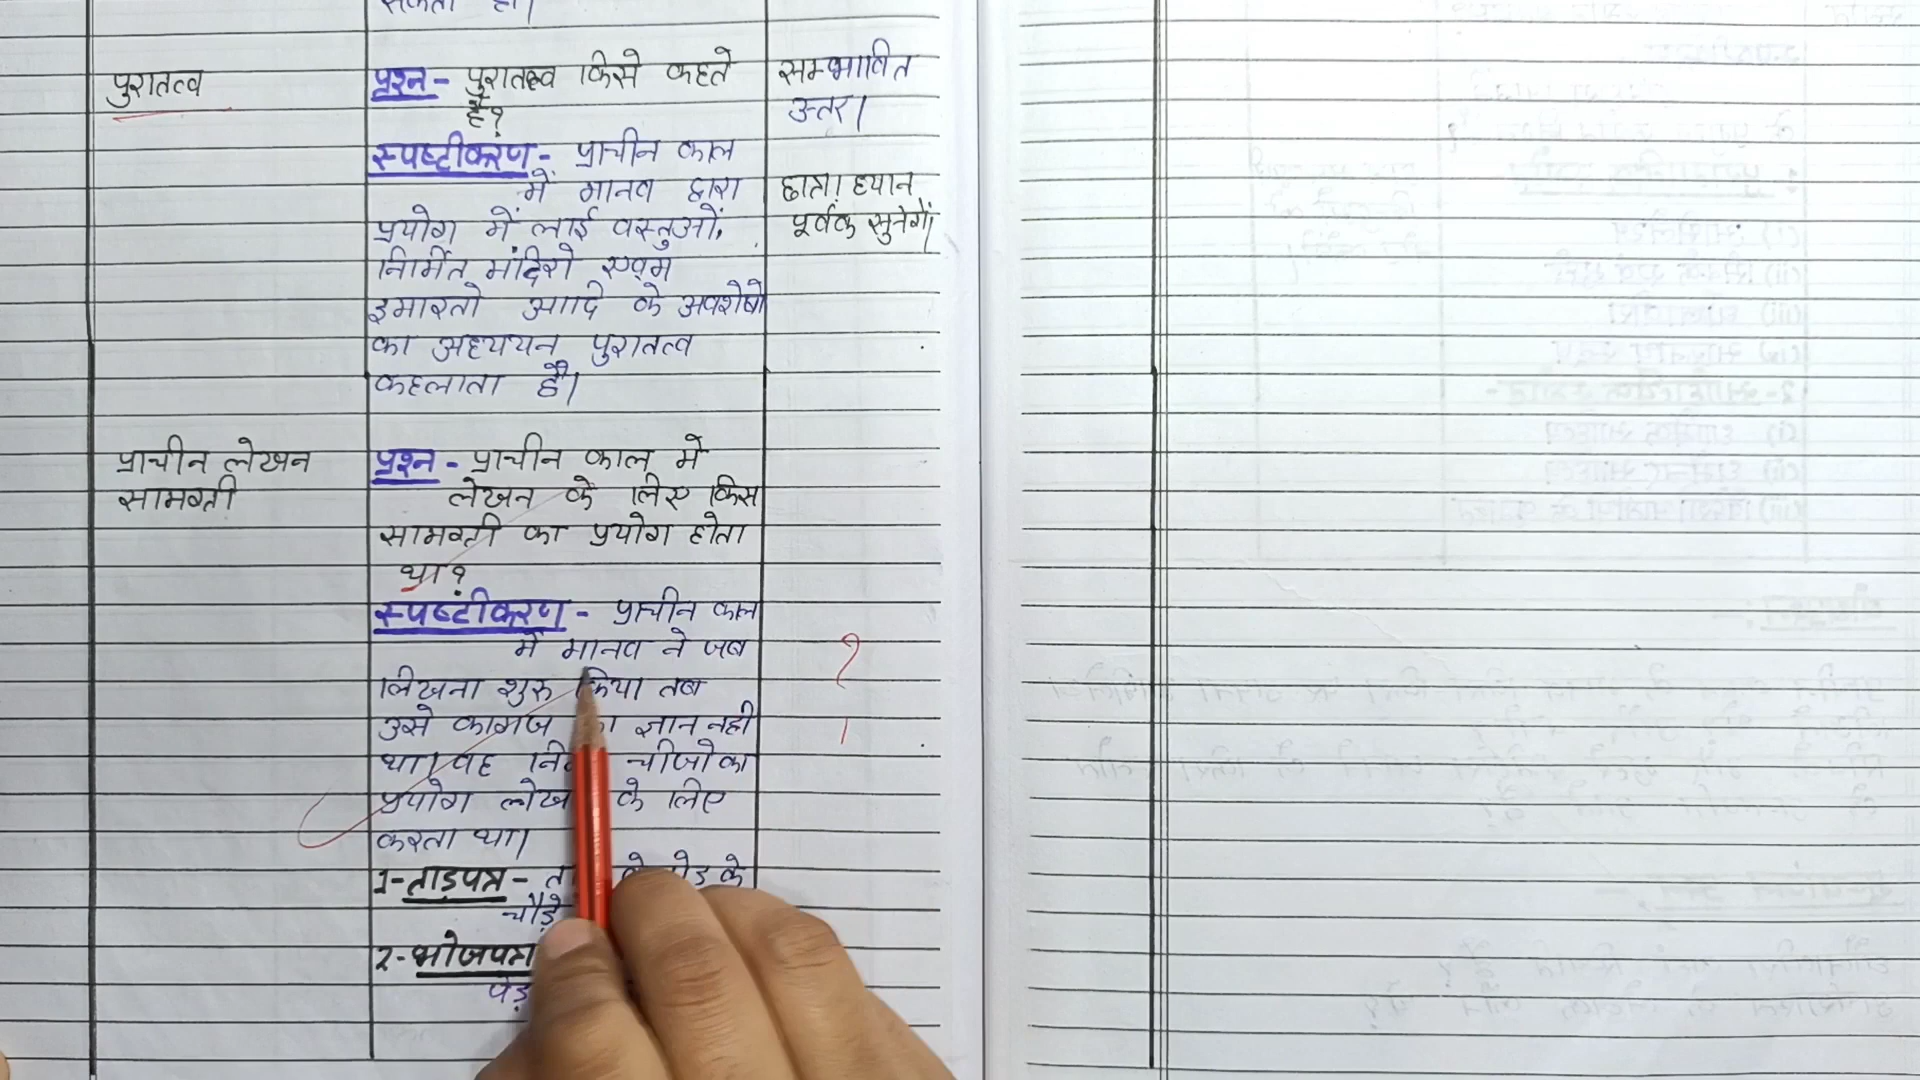 पुरातत्व
प्रश्न - पुरातत्व किसे कहते
है?
सम्भावित
उत्तर।
स्पष्टीकरण - प्राचीन काल
में मानव द्वारा
प्रयोग में लाई वस्तुओं,
निर्मित मंदिरो एवम
इमारतो आदि के अवशेषो
का अध्ययन पुरातत्व
कहलाता है।
छात्रा ध्यान
पूर्वक सुनेगें।
प्राचीन लेखन
सामग्री
प्रश्न - प्राचीन काल में
लेखन के लिए किस
सामग्री का प्रयोग होता
था?
स्पष्टीकरण - प्राचीन काल
में मानव ने जब
लिखना शुरु किया तब
उसे कागज का ज्ञान नही
था। वह चीजो का
प्रयोग के लिए
करता था।
1- ताड़पत्र - के
चौड़े
2- भोजपत्र
पेड़